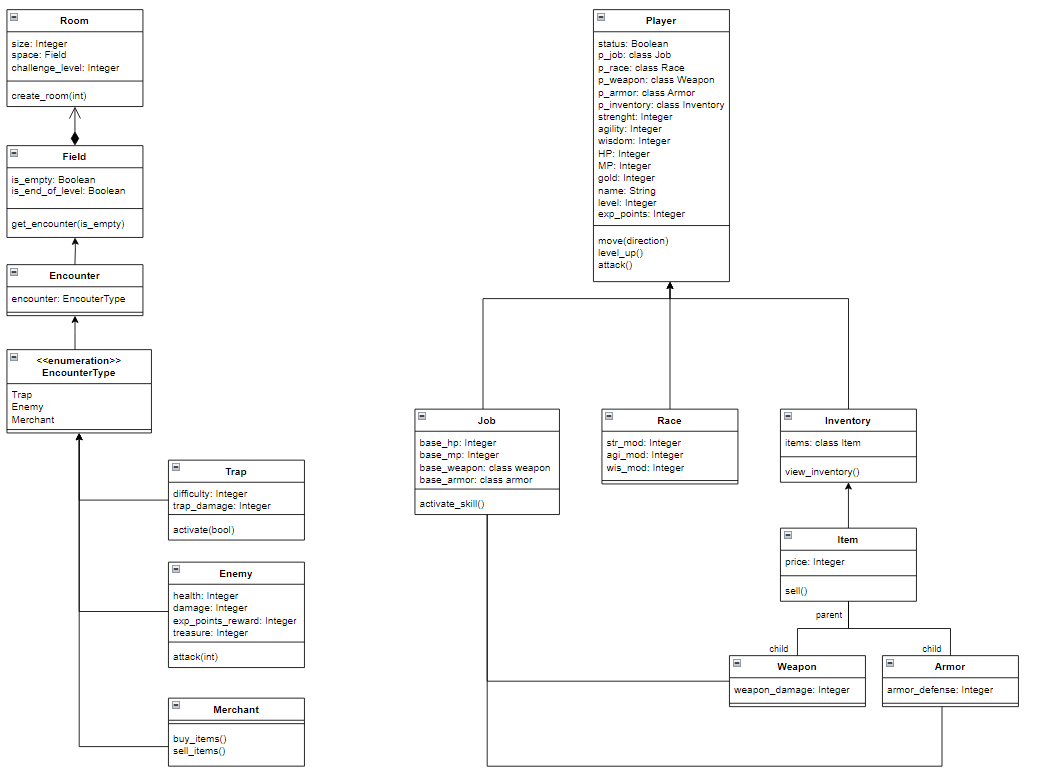 Room
size: Integer
space: Field
challenge_level: Integer
create_room(int)
Field
is_empty: Boolean
is_end_of_level: Boolean
get_encounter(is_empty)
Encounter
encounter: EncouterType
<<enumeration>>
EncounterType
Trap
Enemy
Merchant
Trap
difficulty: Integer
trap_damage: Integer
activate(bool)
Enemy
health: Integer
damage: Integer
exp_points_reward: Integer
treasure: Integer
attack(int)
Merchant
buy_items()
sell_items()
Player
status: Boolean
p_job: class Job
p_race: class Race
p_weapon: class Weapon
p_armor: class Armor
p_inventory: class Inventory
strenght: Integer
agility: Integer
wisdom: Integer
HP: Integer
MP: Integer
gold: Integer
name: String
level: Integer
exp_points: Integer
move(direction)
level_up()
attack()
Job
base_hp: Integer
base_mp: Integer
base_weapon: class weapon
base_armor: class armor
activate_skill()
Race
str_mod: Integer
agi_mod: Integer
wis_mod: Integer
Inventory
items: class Item
view_inventory()
Item
price: Integer
sell()
parent
child
child
Weapon
weapon_damage: Integer
Armor
armor_defense: Integer